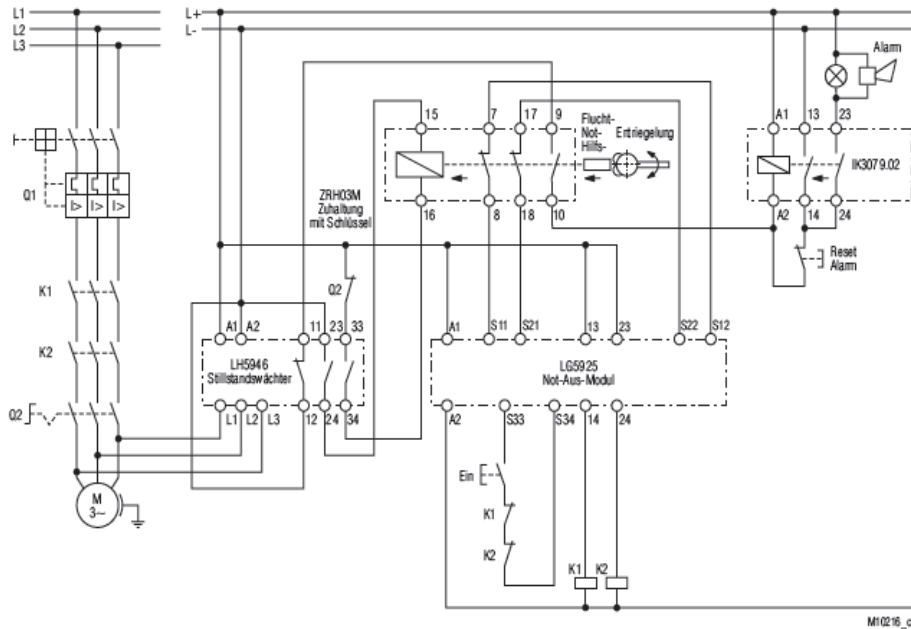 L1
L2
L3
L+
L-
Alarm
15
7
17
9
Flucht-
Not-
Hilfs-
Entriegelung
A1
13
23
IK3079.02
Q1
I>
I>
I>
ZRH03M
Zuhaltung
mit Schlüssel
16
8
18
10
A2
14
24
Reset
Alarm
Q2
K1
A1
A2
11
23
33
A1
S11
S21
13
23
S22
S12
K2
LH5946
Stillstandswächter
LG5925
Not-Aus-Modul
Q2
L1
L2
L3
12
24
34
A2
S33
S34
14
24
Ein
M
3~
K1
K2
K1
K2
M10216_c